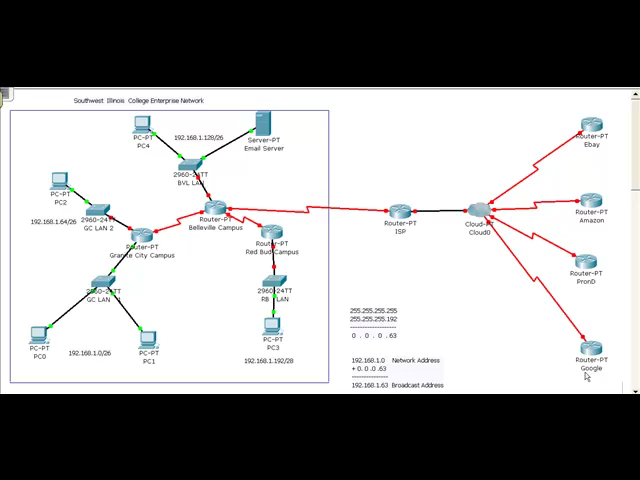 Southwest Illinois College Enterprise Network
PC-PT
PC4
192.168.1.128/26
Server-PT
Email Server
2960-24TT
BVL LAN
PC-PT
PC2
192.168.1.64/26
2960-24TT
GC LAN 2
Router-PT
Granite City Campus
Router-PT
Belleville Campus
Router-PT
Red Bud Campus
2960-24TT
GC LAN 1
2960-24TT
RB LAN
PC-PT
PC0
192.168.1.0/26
PC-PT
PC1
PC-PT
PC3
192.168.1.192/28
Router-PT
ISP
Cloud-PT
Cloud0
Router-PT
Ebay
Router-PT
Amazon
Router-PT
PronD
Router-PT
Google
255.255.255.255
255.255.255.192
--------------------
0 . 0 . 0 . 63
192.168.1.0 Network Address
+ 0. 0 .0 .63
----------------
192.168.1.63 Broadcast Address